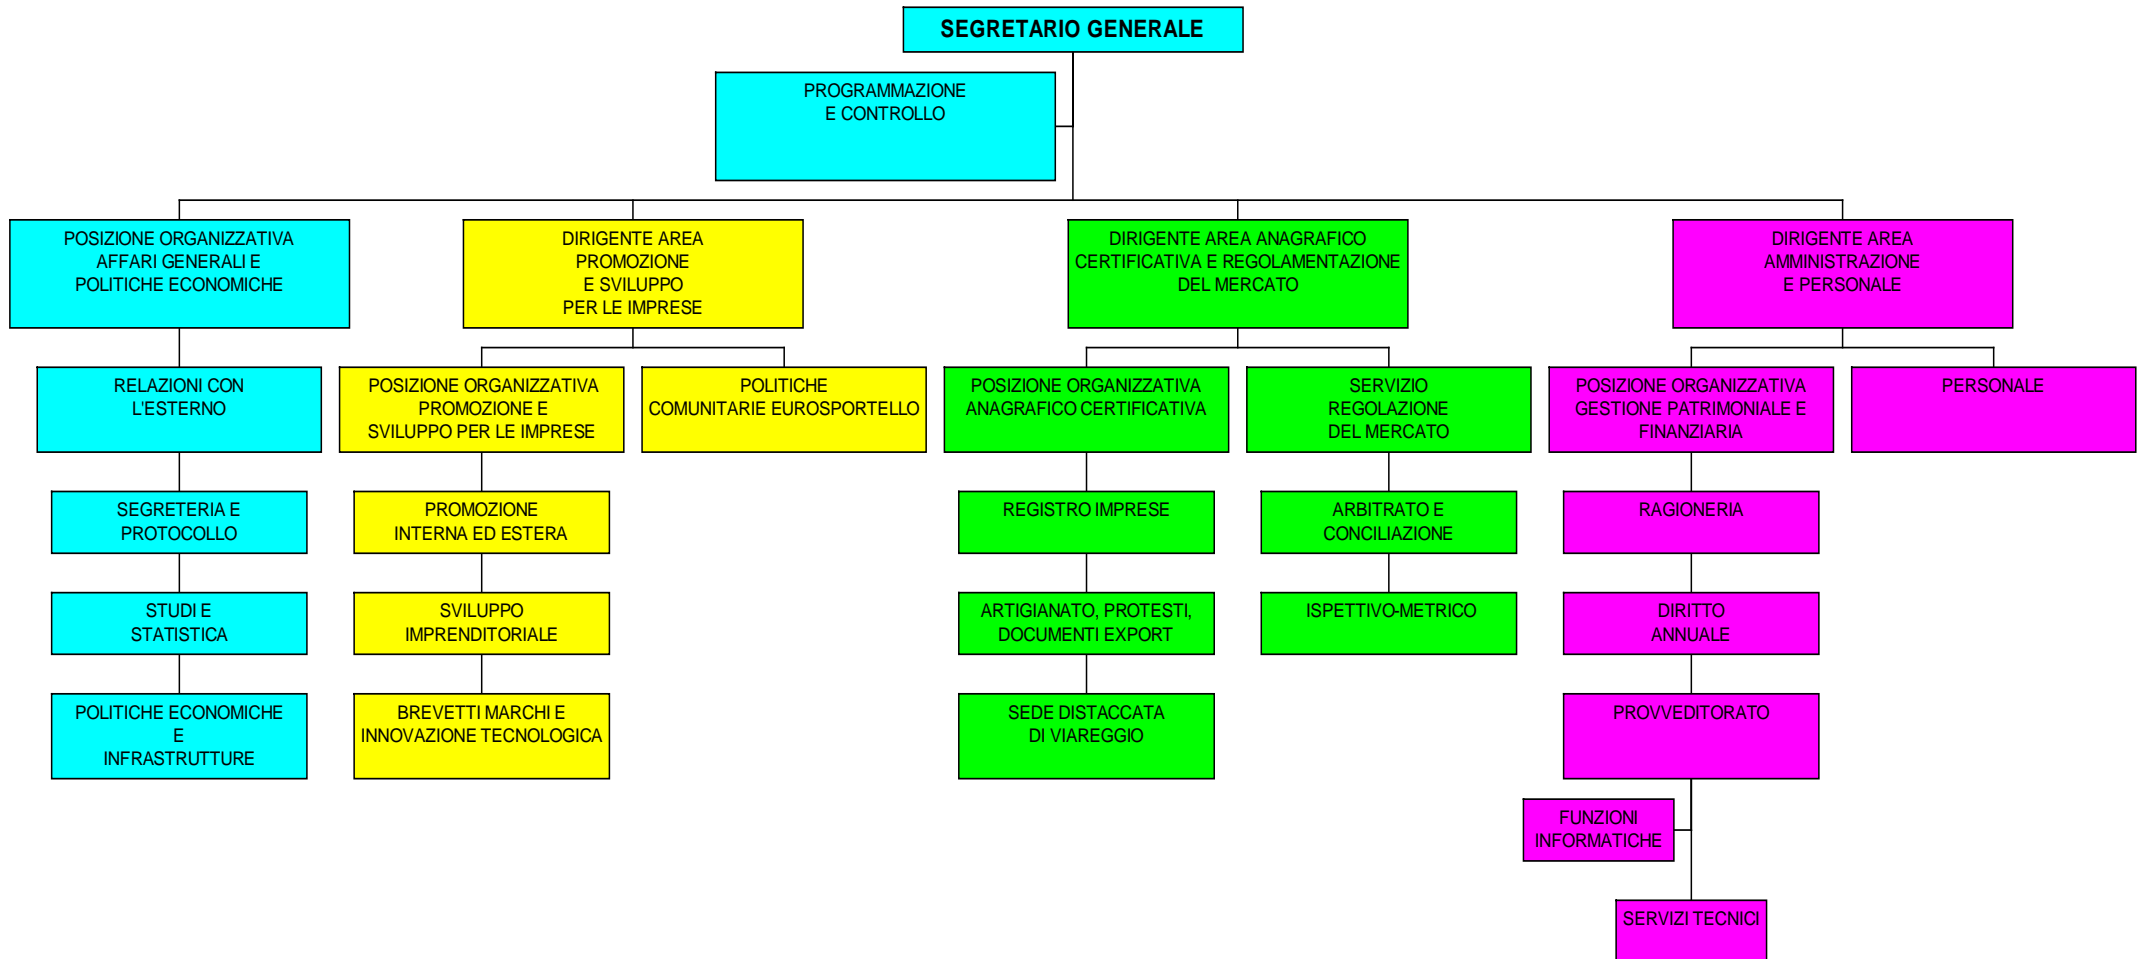 SEGRETARIO GENERALE
PROGRAMMAZIONE
E CONTROLLO
POSIZIONE ORGANIZZATIVA
AFFARI GENERALI E
POLITICHE ECONOMICHE
DIRIGENTE AREA
PROMOZIONE
E SVILUPPO
PER LE IMPRESE
DIRIGENTE AREA ANAGRAFICO
CERTIFICATIVA E REGOLAMENTAZIONE
DEL MERCATO
DIRIGENTE AREA
AMMINISTRAZIONE
E PERSONALE
RELAZIONI CON
L'ESTERNO
POSIZIONE ORGANIZZATIVA
PROMOZIONE E
SVILUPPO PER LE IMPRESE
POLITICHE
COMUNITARIE EUROSPORTELLO
POSIZIONE ORGANIZZATIVA
ANAGRAFICO CERTIFICATIVA
SERVIZIO
REGOLAZIONE
DEL MERCATO
POSIZIONE ORGANIZZATIVA
GESTIONE PATRIMONIALE E
FINANZIARIA
PERSONALE
SEGRETERIA E
PROTOCOLLO
PROMOZIONE
INTERNA ED ESTERA
REGISTRO IMPRESE
ARBITRATO E
CONCILIAZIONE
RAGIONERIA
STUDI E
STATISTICA
SVILUPPO
IMPRENDITORIALE
ARTIGIANATO, PROTESTI,
DOCUMENTI EXPORT
ISPETTIVO-METRICO
DIRITTO
ANNUALE
POLITICHE ECONOMICHE
E
INFRASTRUTTURE
BREVETTI MARCHI E
INNOVAZIONE TECNOLOGICA
SEDE DISTACCATA
DI VIAREGGIO
PROVVEDITORATO
FUNZIONI
INFORMATICHE
SERVIZI TECNICI